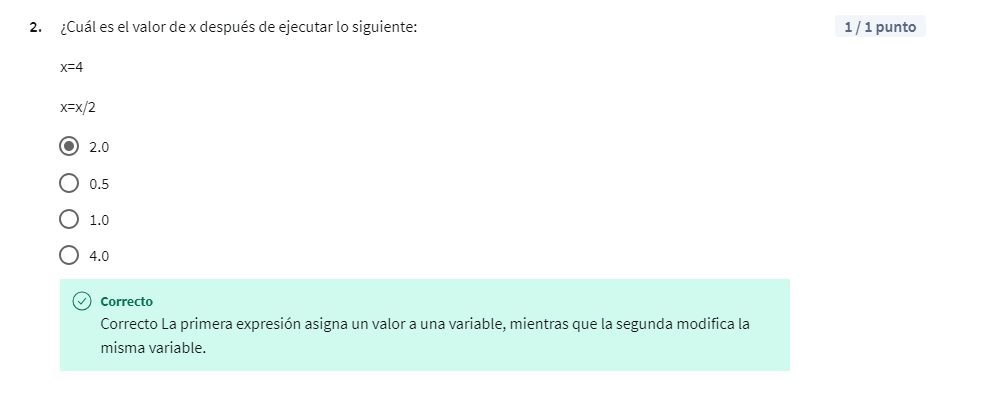 2. ¿Cuál es el valor de x después de ejecutar lo siguiente:
1 / 1 punto
x=4
x=x/2
2.0
0.5
1.0
4.0
Correcto
Correcto La primera expresión asigna un valor a una variable, mientras que la segunda modifica la
misma variable.